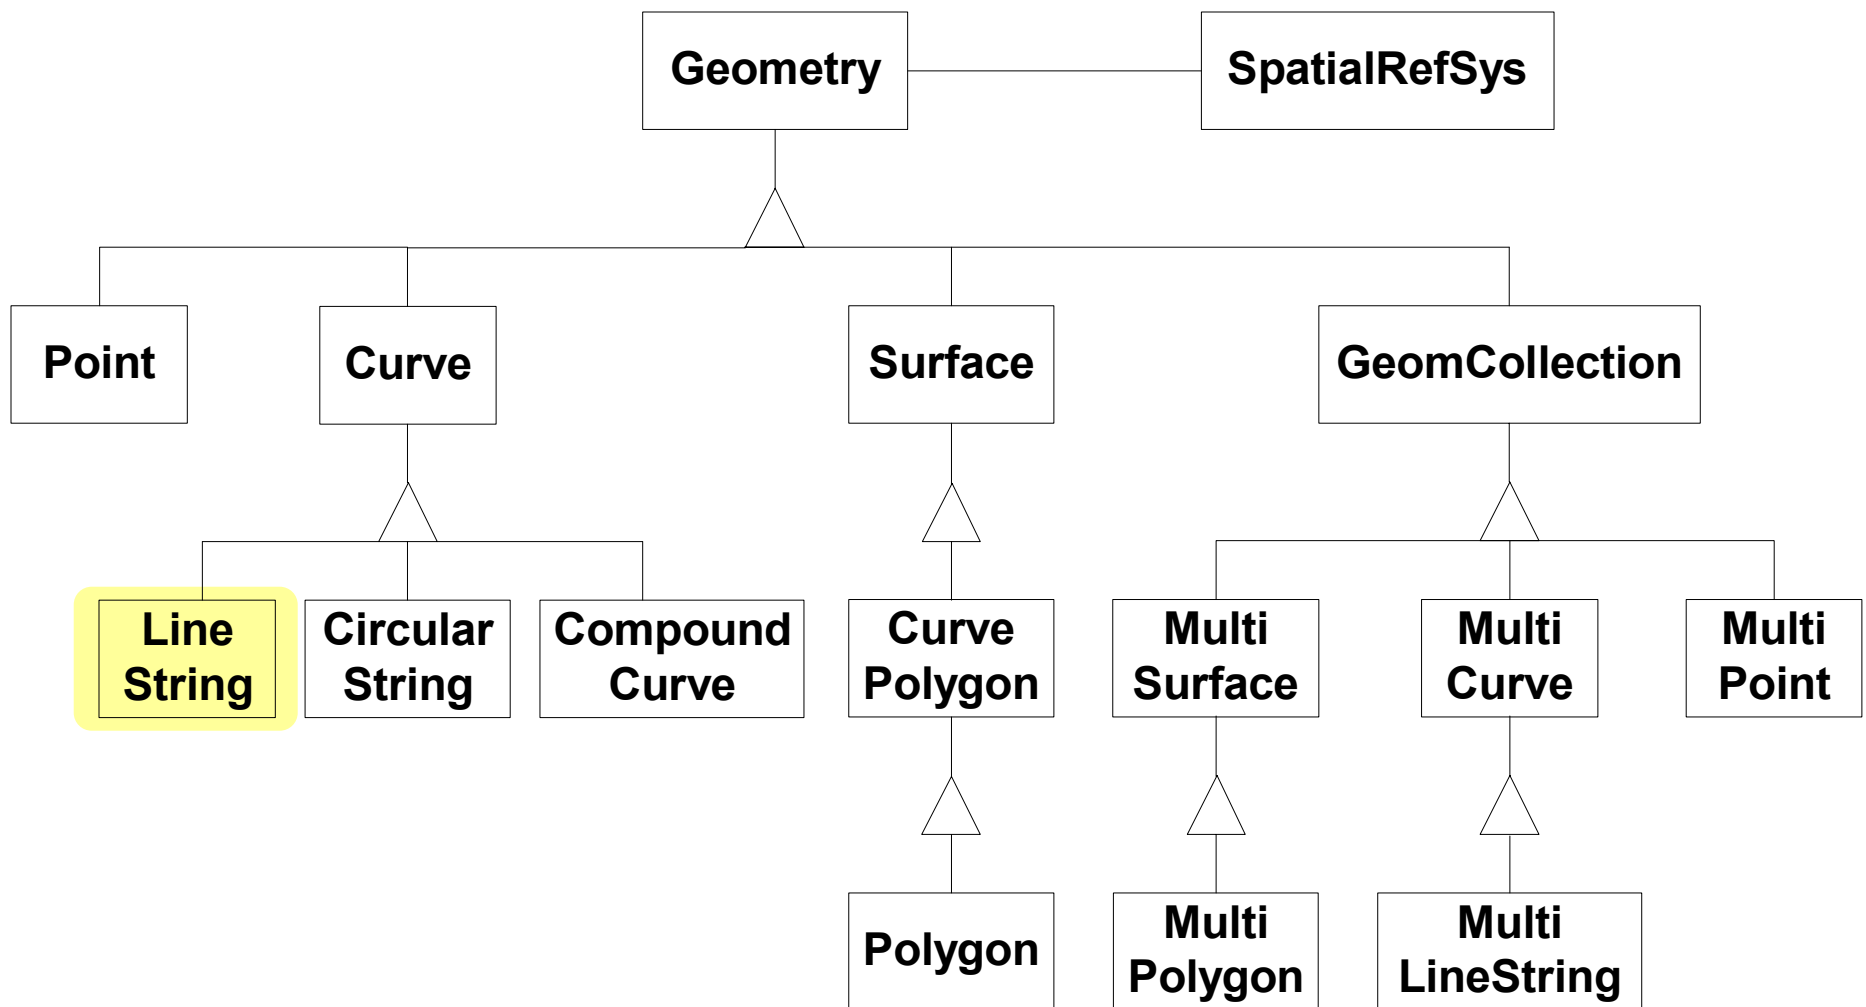 Geometry
SpatialRefSys
Point
Curve
Surface
GeomCollection
Line
String
Circular
String
Compound
Curve
Curve
Polygon
Multi
Surface
Multi
Curve
Multi
Point
Polygon
Multi
Polygon
Multi
LineString